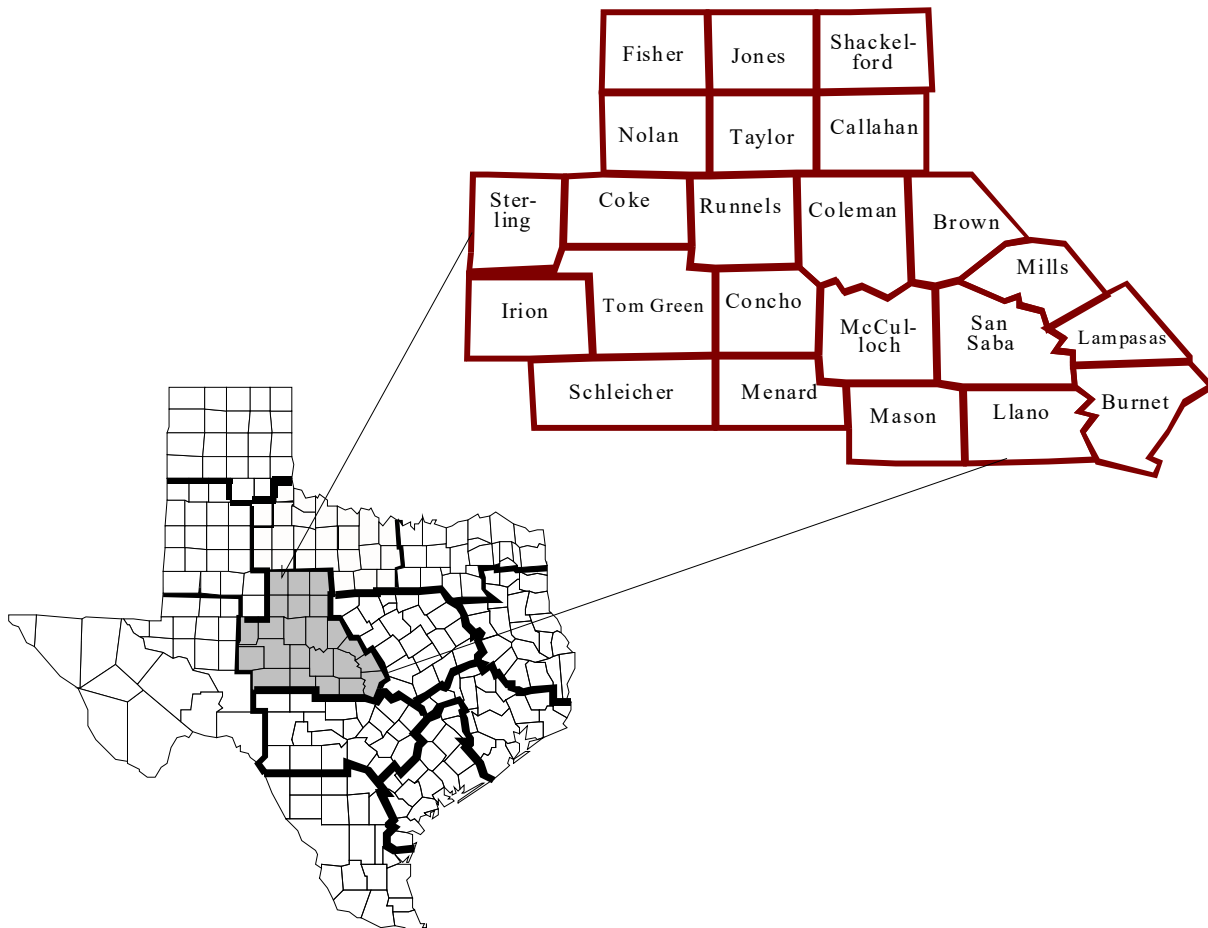 Fisher
Jones
Shackel-
ford
Nolan
Taylor
Callahan
Ster-
ling
Coke
Runnels
Coleman
Brown
Mills
Irion
Tom Green
Concho
McCul-
loch
San
Saba
Lampasas
Schleicher
Menard
Mason
Llano
Burnet